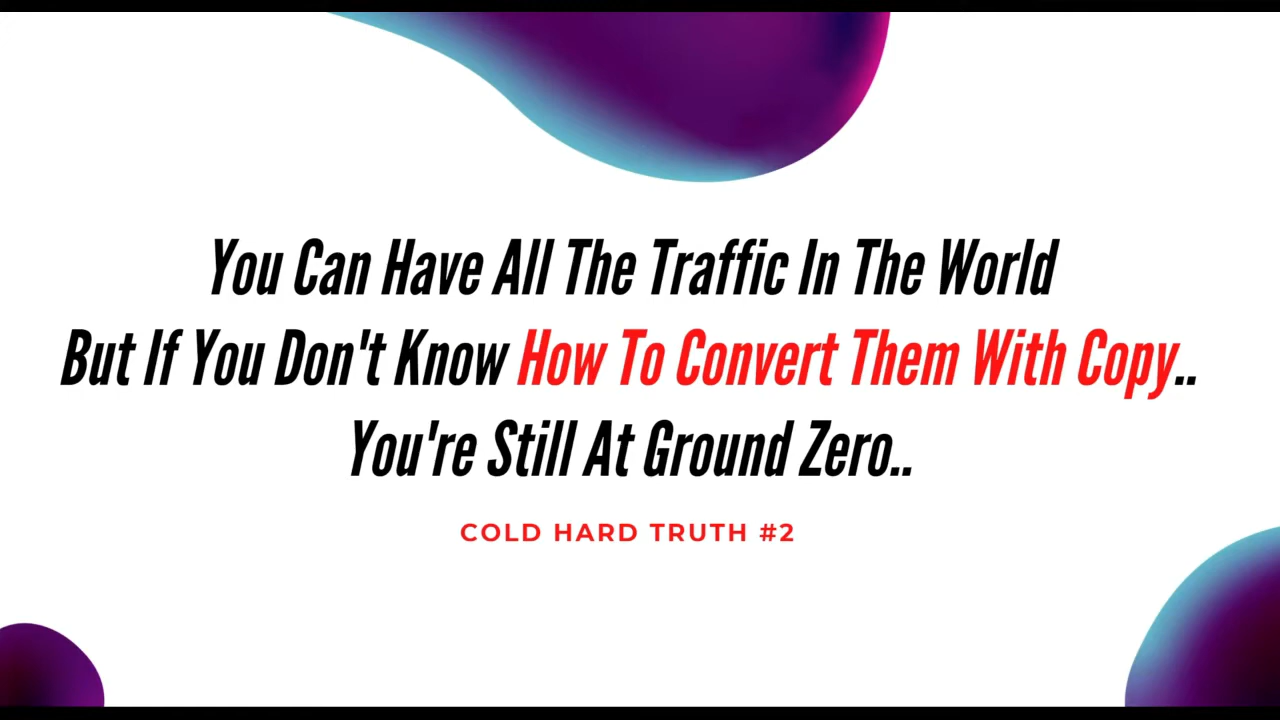 You Can Have All The Traffic In The World
But If You Don't Know How To Convert Them With Copy..
You're Still At Ground Zero..
COLD HARD TRUTH #2